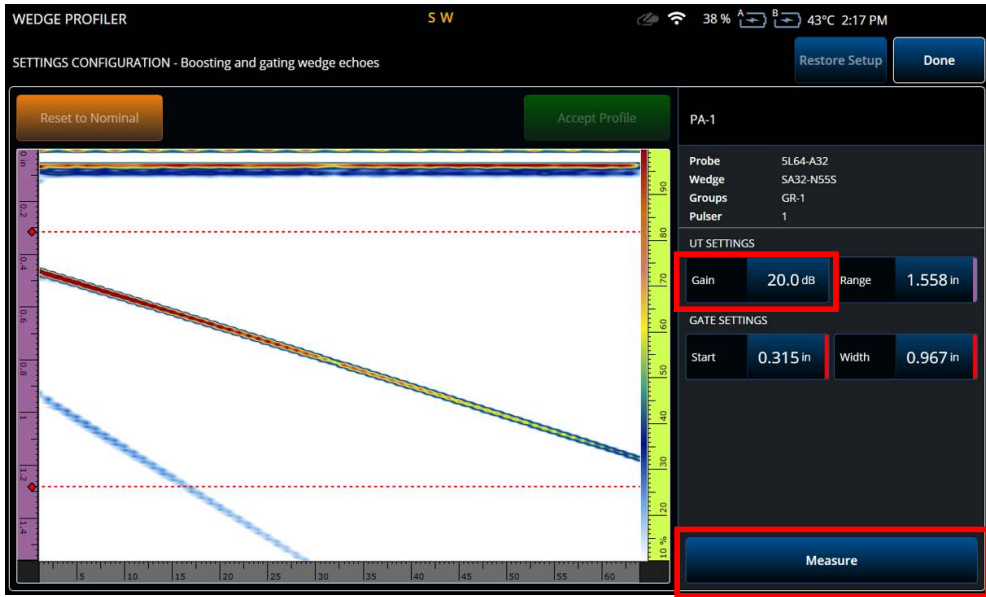 WEDGE PROFILER
S W
38 % A B 43°C 2:17 PM
SETTINGS CONFIGURATION - Boosting and gating wedge echoes
Restore Setup
Done
Reset to Nominal
Accept Profile
PA-1
Probe 5L64-A32
Wedge SA32-N55S
Groups GR-1
Pulser 1
UT SETTINGS
Gain 20.0 dB Range 1.558 in
GATE SETTINGS
Start 0.315 in Width 0.967 in
Measure
0 in
0.2
0.4
0.6
0.8
1
1.2
1.4
90
80
70
60
50
40
30
20
10 %
5 10 15 20 25 30 35 40 45 50 55 60